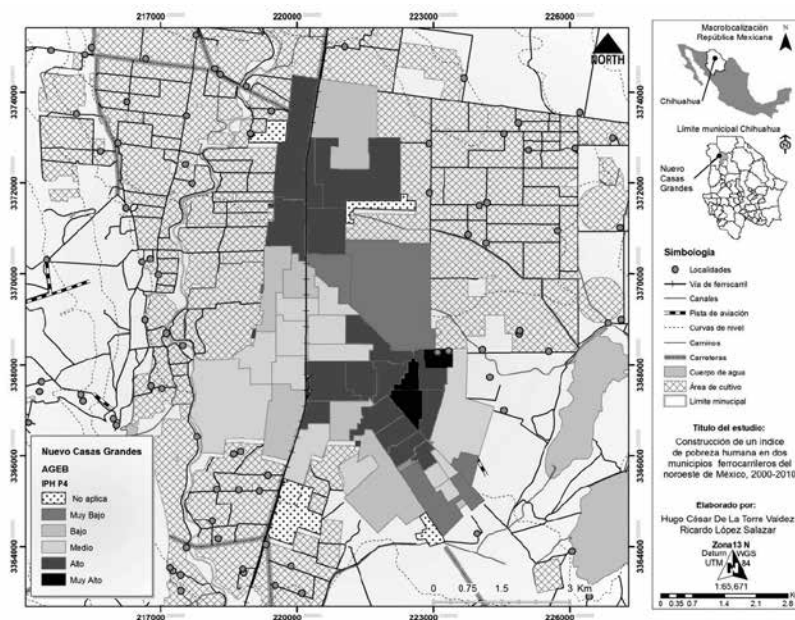 217000 220000 223000 226000
NORTH
3374000
3372000
3370000
3368000
3366000
3364000
3374000
3372000
3370000
3368000
3366000
3364000
Nuevo Casas Grandes
AGEB
IPH P4
No aplica
Muy Bajo
Bajo
Medio
Alto
Muy Alto
0 0.75 1.5 3 Km
217000 220000 223000 226000
Macrolocalización
República Mexicana
N
Chihuahua
Límite municipal Chihuahua
Nuevo
Casas
Grandes
Simbología
Localidades
Vía de ferrocarril
Canales
Pista de aviación
Curvas de nivel
Caminos
Carreteras
Cuerpo de agua
Área de cultivo
Límite municipal
Título del estudio:
Construcción de un índice
de pobreza humana en dos
municipios ferrocarrileros del
noroeste de México, 2000-2010
Elaborado por:
Hugo César De La Torre Valdez
Ricardo López Salazar
Zona13 N
Datum WGS
UTM 84
1:65,671
0 0.35 0.7 1.4 2.1 2.8